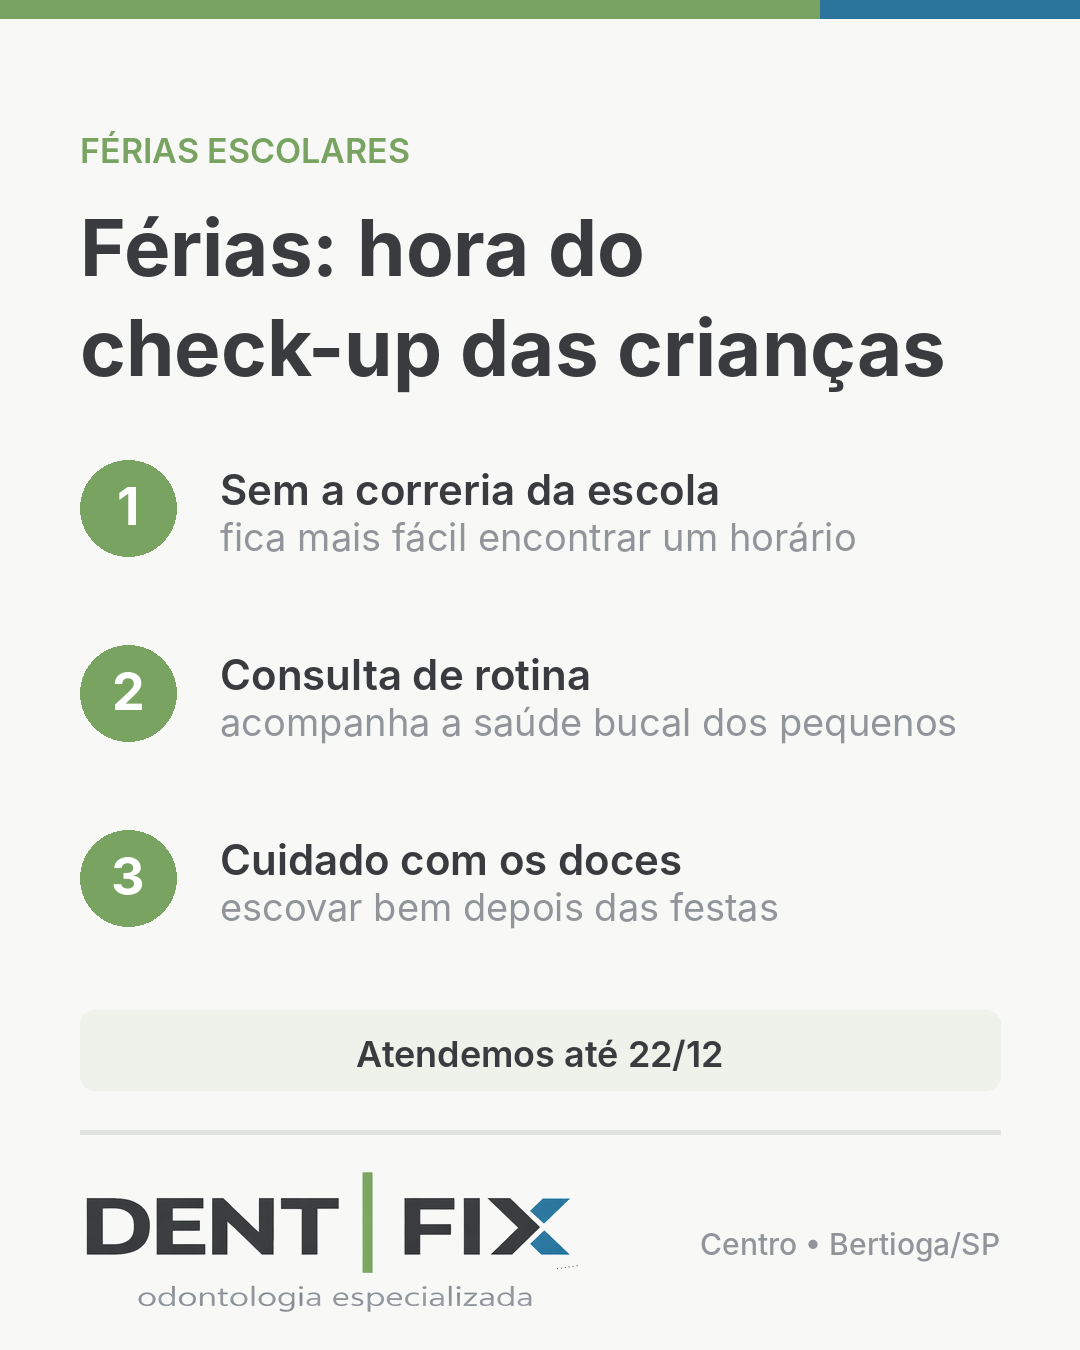 FÉRIAS ESCOLARES
Férias: hora do
check-up das crianças
1
Sem a correria da escola
fica mais fácil encontrar um horário
2
Consulta de rotina
acompanha a saúde bucal dos pequenos
3
Cuidado com os doces
escovar bem depois das festas
Atendemos até 22/12
DENT | FIX
odontologia especializada
Centro • Bertioga/SP